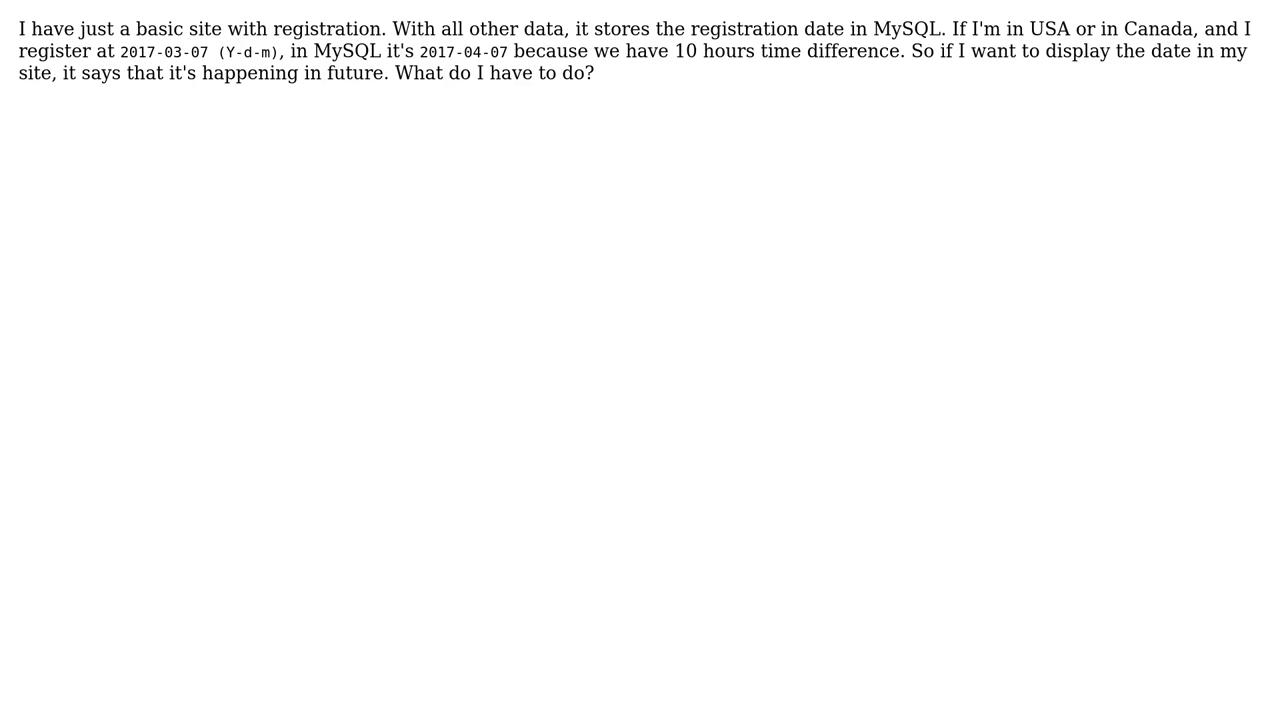 I have just a basic site with registration. With all other data, it stores the registration date in MySQL. If I'm in USA or in Canada, and I
register at 2017-03-07 (Y-d-m), in MySQL it's 2017-04-07 because we have 10 hours time difference. So if I want to display the date in my
site, it says that it's happening in future. What do I have to do?